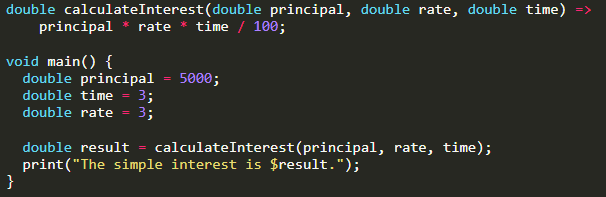 double calculateInterest(double principal, double rate, double time) =>
    principal * rate * time / 100;

void main() {
  double principal = 5000;
  double time = 3;
  double rate = 3;

  double result = calculateInterest(principal, rate, time);
  print("The simple interest is $result.");
}